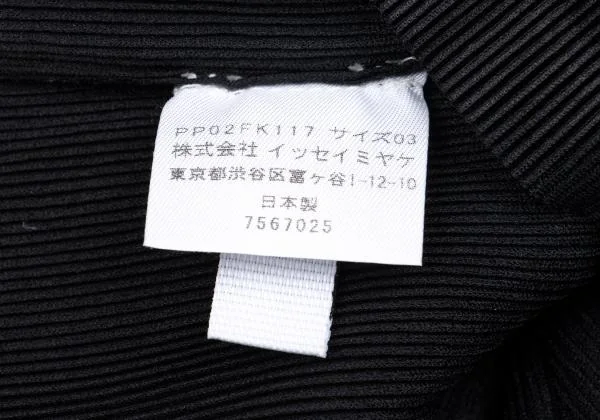 PP02FK117 サイズ03
株式会社 イッセイミヤケ
東京都渋谷区富ヶ谷1-12-10
日本製
7567025